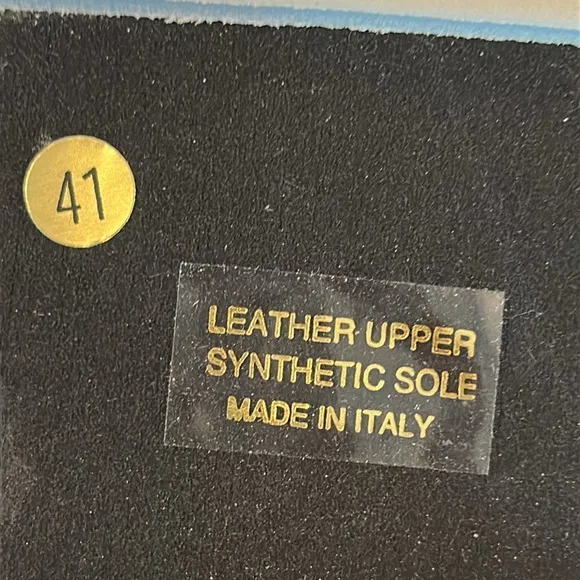 41
LEATHER UPPER
SYNTHETIC SOLE
MADE IN ITALY